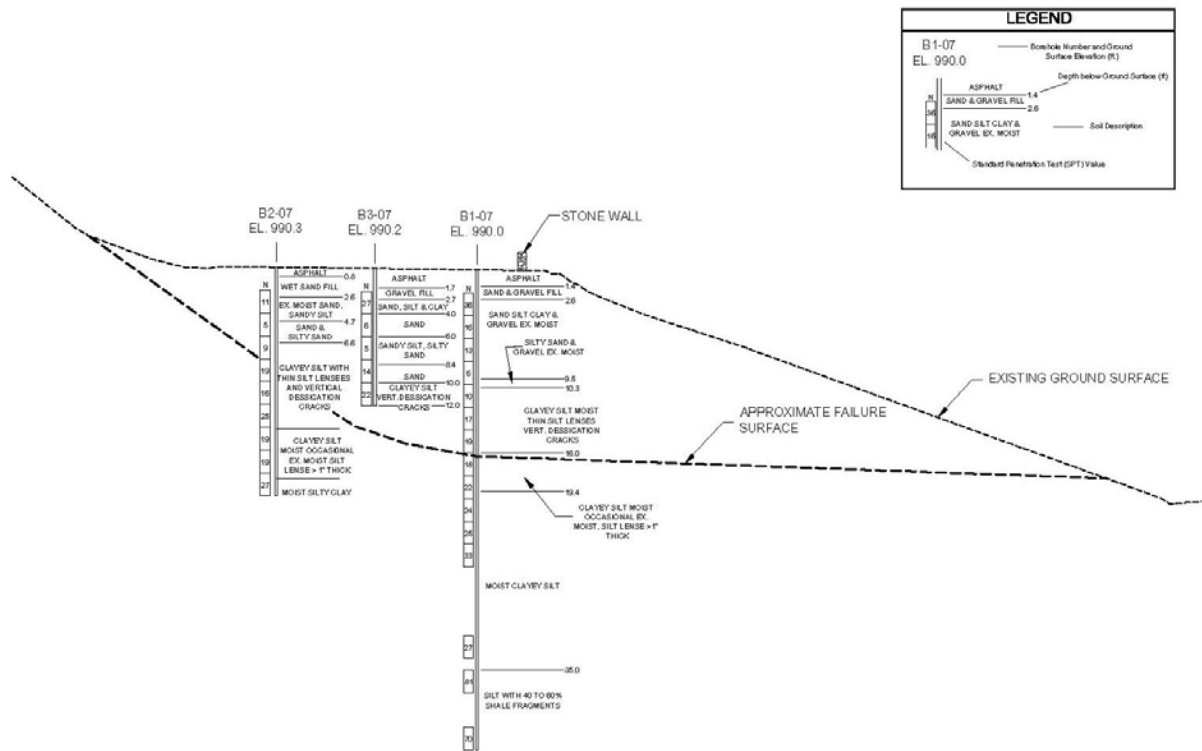 LEGEND
B1-07
EL. 990.0
Borehole Number and Ground
Surface Elevation (ft.)
Depth below Ground Surface (ft)
N
ASPHALT
1.4
SAND & GRAVEL FILL
2.6
36
16
SAND SILT CLAY &
GRAVEL EX. MOIST
Soil Description
Standard Penetration Test (SPT) Value
B2-07
EL. 990.3
N
ASPHALT
0.8
WET SAND FILL
2.6
EX. MOIST SAND,
SANDY SILT
4.7
SAND &
SILTY SAND
6.6
CLAYEY SILT WITH
THIN SILT LENSEES
AND VERTICAL
DESSICATION
CRACKS
CLAYEY SILT
MOIST OCCASIONAL
EX. MOIST SILT
LENSE > 1" THICK
MOIST SILTY CLAY
11
5
9
19
16
28
19
19
27
B3-07
EL. 990.2
N
ASPHALT
1.7
GRAVEL FILL
2.7
SAND, SILT & CLAY
4.0
SAND
6.0
SANDY SILT, SILTY
SAND
8.4
SAND
10.0
CLAYEY SILT
VERT. DESSICATION
CRACKS
12.0
27
6
5
14
22
B1-07
EL. 990.0
N
ASPHALT
1.4
SAND & GRAVEL FILL
2.6
SAND SILT CLAY &
GRAVEL EX. MOIST
SILTY SAND &
GRAVEL EX. MOIST
9.5
10.3
CLAYEY SILT MOIST
THIN SILT LENSES
VERT. DESSICATION
CRACKS
16.0
19.4
CLAYEY SILT MOIST
OCCASIONAL EX.
MOIST, SILT LENSE >1"
THICK
MOIST CLAYEY SILT
35.0
SILT WITH 40 TO 60%
SHALE FRAGMENTS
36
16
13
6
10
17
19
18
22
24
25
33
27
81
70
STONE WALL
EXISTING GROUND SURFACE
APPROXIMATE FAILURE
SURFACE